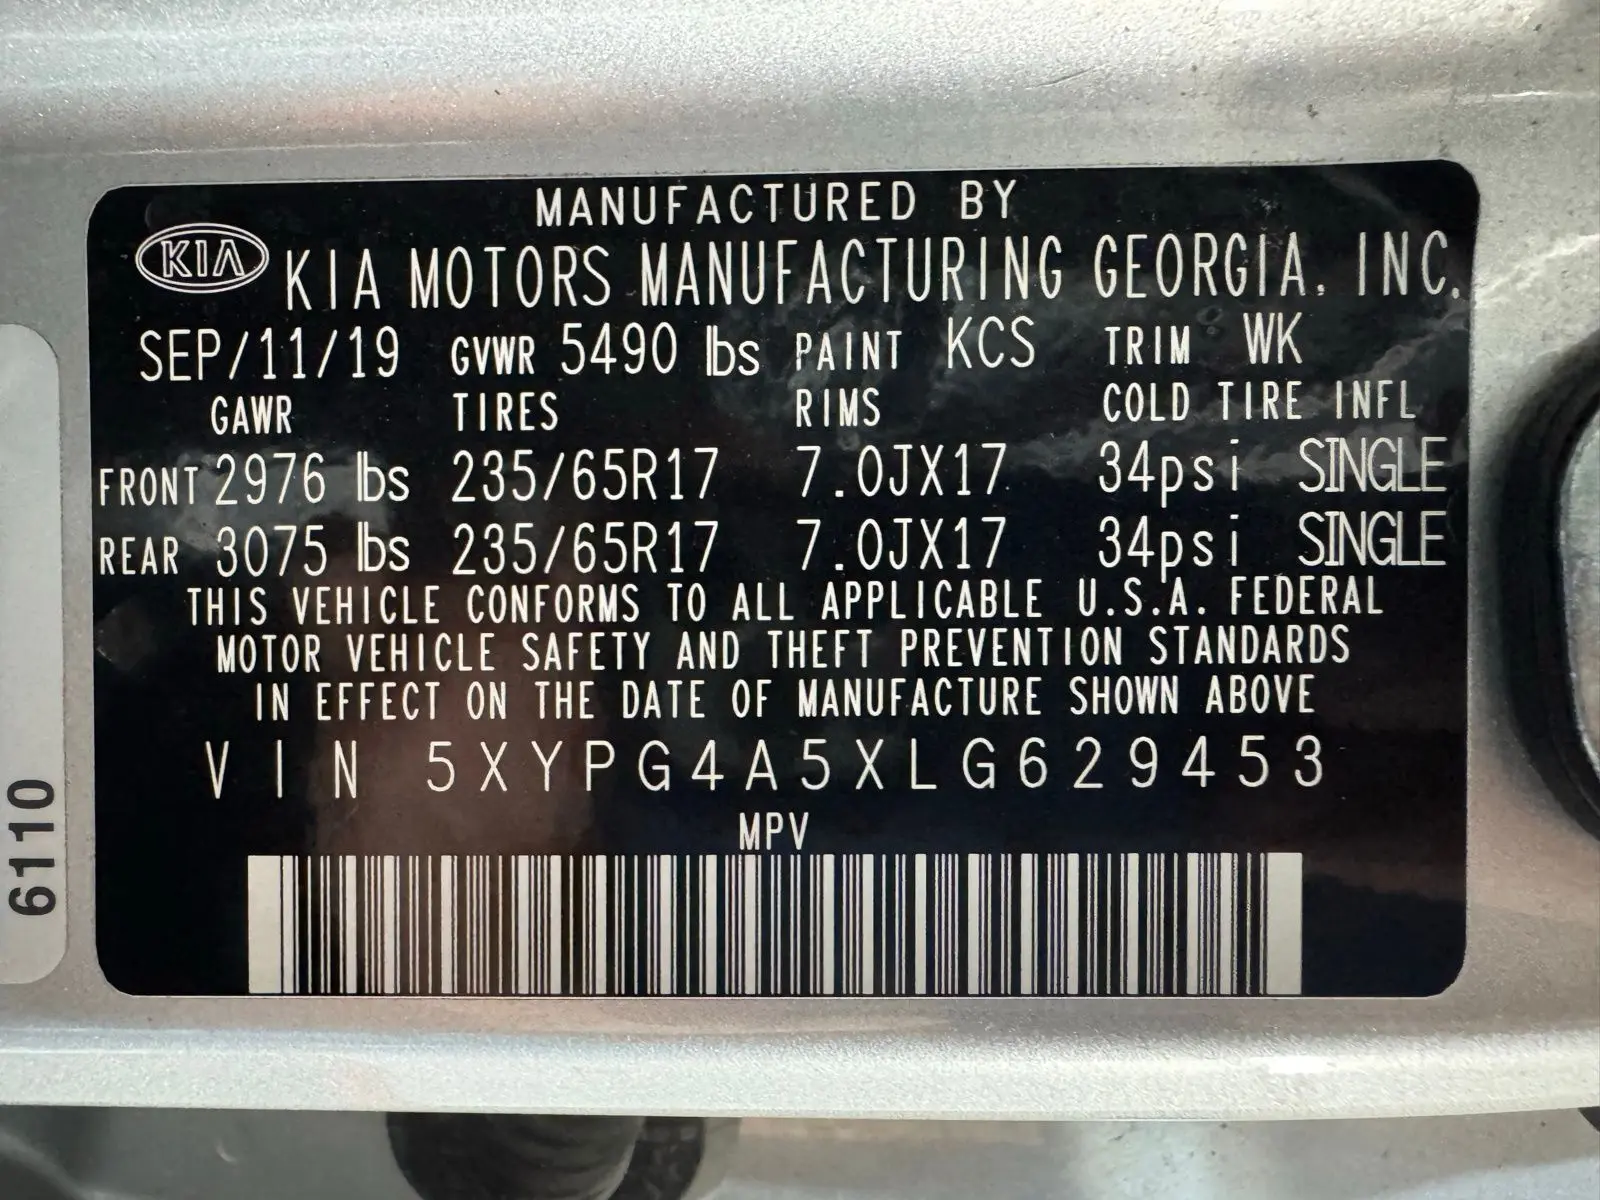 MANUFACTURED BY
KIA KIA MOTORS MANUFACTURING GEORGIA, INC.
SEP/11/19 GVWR 5490 lbs PAINT KCS TRIM WK
GAWR TIRES RIMS COLD TIRE INFL
FRONT 2976 lbs 235/65R17 7.0JX17 34psi SINGLE
REAR 3075 lbs 235/65R17 7.0JX17 34psi SINGLE
THIS VEHICLE CONFORMS TO ALL APPLICABLE U.S.A. FEDERAL
MOTOR VEHICLE SAFETY AND THEFT PREVENTION STANDARDS
IN EFFECT ON THE DATE OF MANUFACTURE SHOWN ABOVE
VIN 5XYPG4A5XLG629453
MPV
6110